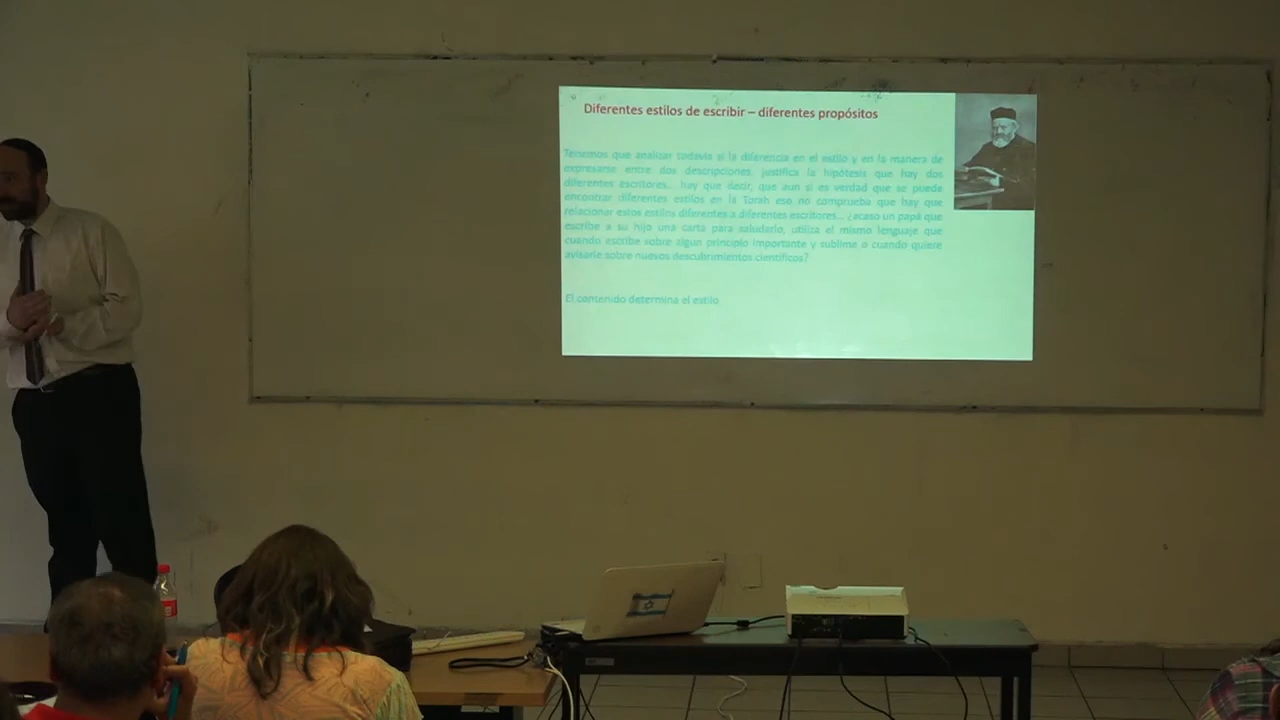 Diferentes estilos de escribir – diferentes propósitos
Tenemos que analizar todavía si la diferencia en el estilo y en la manera de
expresarse entre dos descripciones, justifica la hipótesis que hay dos
diferentes escritores... hay que decir, que aun si es verdad que se puede
encontrar diferentes estilos en la Torah eso no comprueba que hay que
relacionar estos estilos diferentes a diferentes escritores... ¿acaso un papá que
escribe a su hijo una carta para saludarlo, utiliza el mismo lenguaje que
cuando escribe sobre algun principio importante y sublime o cuando quiere
avisarle sobre nuevos descubrimientos científicos?
El contenido determina el estilo